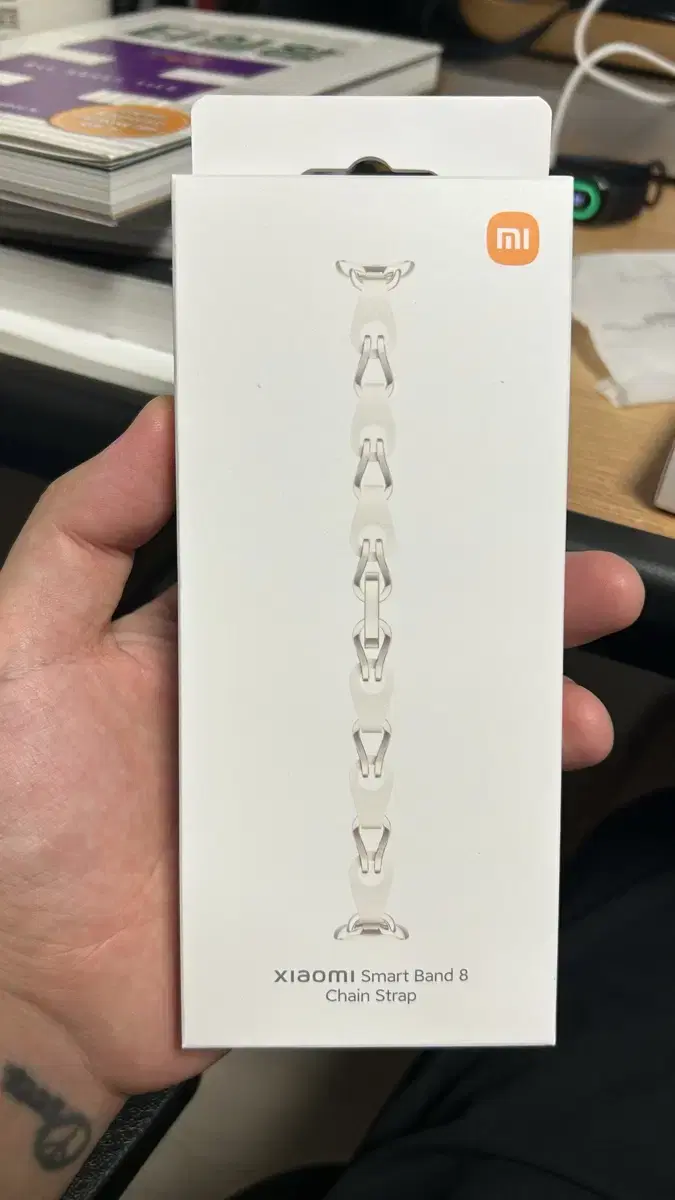 mi
xiaomi Smart Band 8
Chain Strap